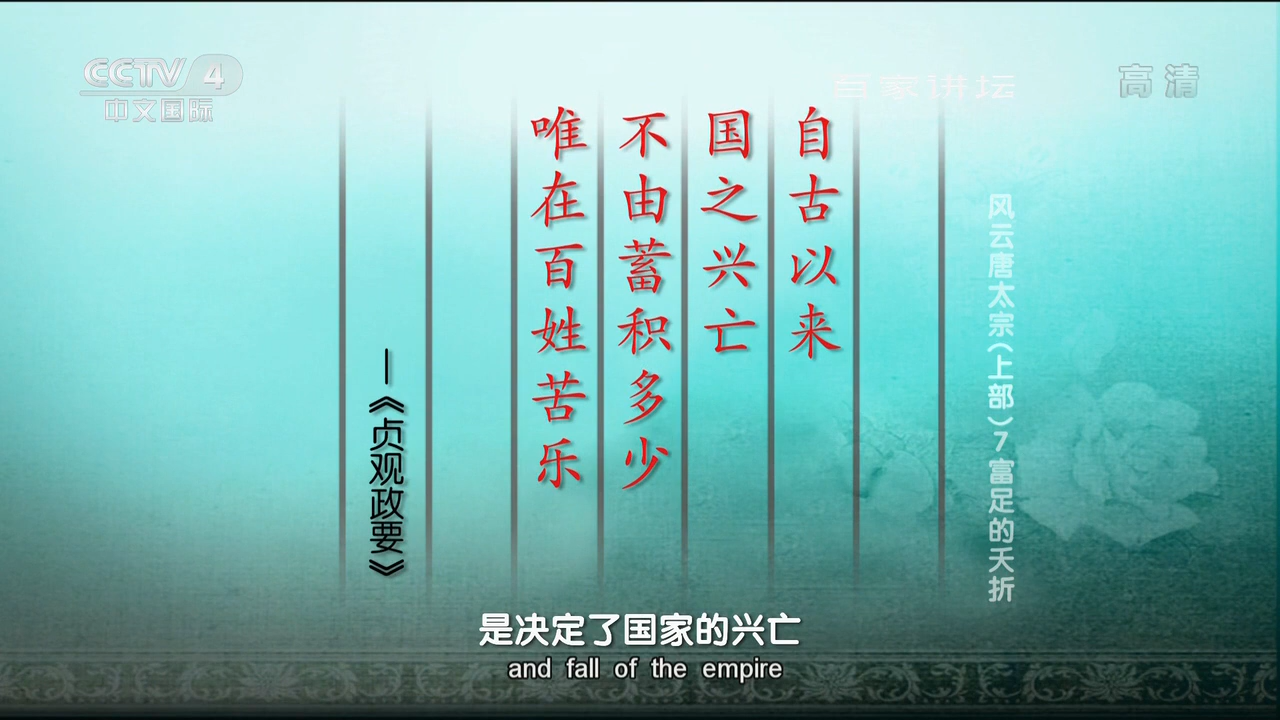 CCTV 4
中文国际
百家讲坛
高清
自古以来
国之兴亡
不由蓄积多少
唯在百姓苦乐
—《贞观政要》
风云唐太宗(上部)7富足的夭折
是决定了国家的兴亡
and fall of the empire